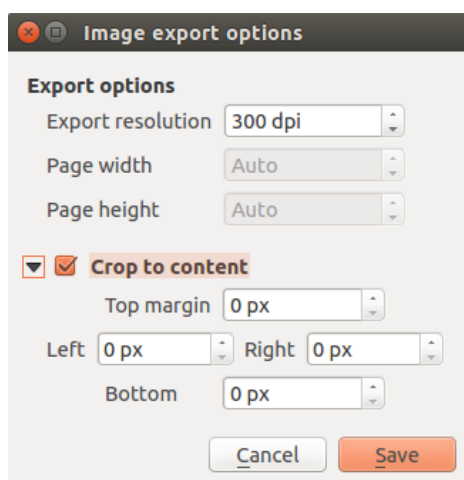 Image export options
Export options
Export resolution 300 dpi
Page width Auto
Page height Auto
Crop to content
Top margin 0 px
Left 0 px Right 0 px
Bottom 0 px
Cancel Save